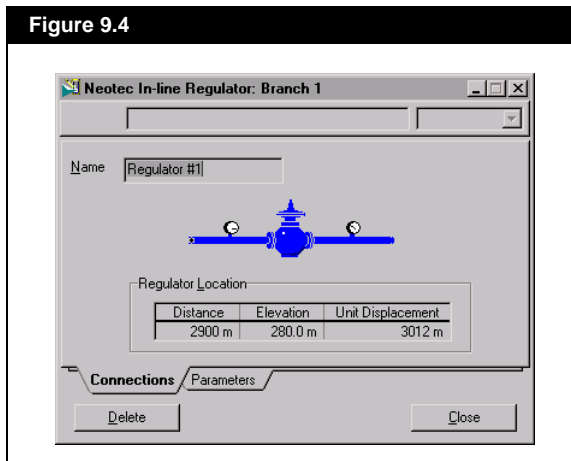 Figure 9.4
Neotec In-line Regulator: Branch 1
Name Regulator #1
Regulator Location
Distance Elevation Unit Displacement
2900 m 280.0 m 3012 m
Connections Parameters
Delete Close